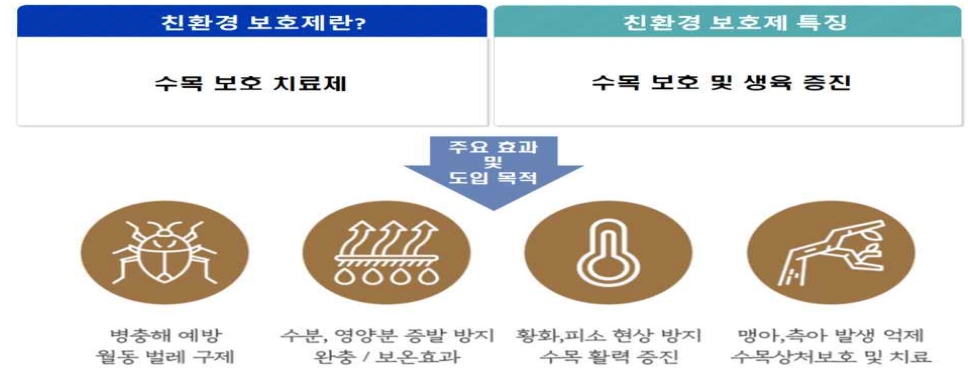 친환경 보호제란?
수목 보호 치료제
친환경 보호제 특징
수목 보호 및 생육 증진
주요 효과
및
도입 목적
병충해 예방
월동 벌레 구제
수분, 영양분 증발 방지
완충 / 보온효과
황화,피소 현상 방지
수목 활력 증진
맹아,측아 발생 억제
수목상처보호 및 치료